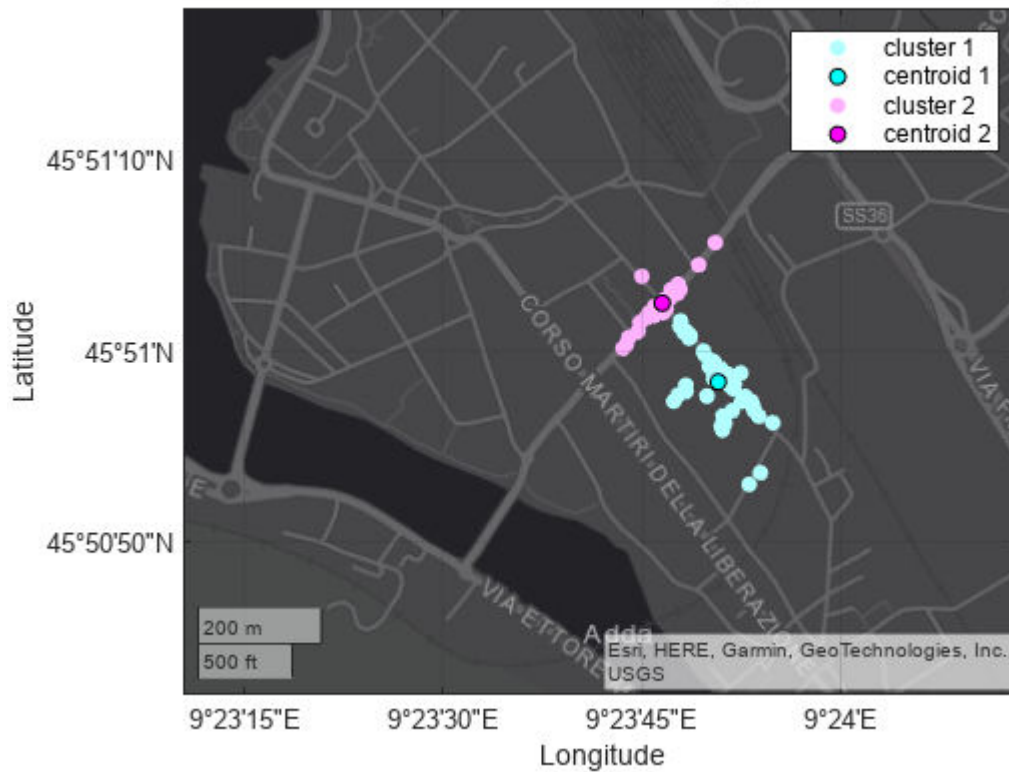 cluster 1
centroid 1
cluster 2
centroid 2
45°51'10"N
45°51'N
45°50'50"N
Latitude
SS36
CORSO MARTIRI DELLA LIBERAZIONE
VIA F
VIA ETTORE
Adda
200 m
500 ft
Esri, HERE, Garmin, GeoTechnologies, Inc.
USGS
9°23'15"E
9°23'30"E
9°23'45"E
9°24'E
Longitude